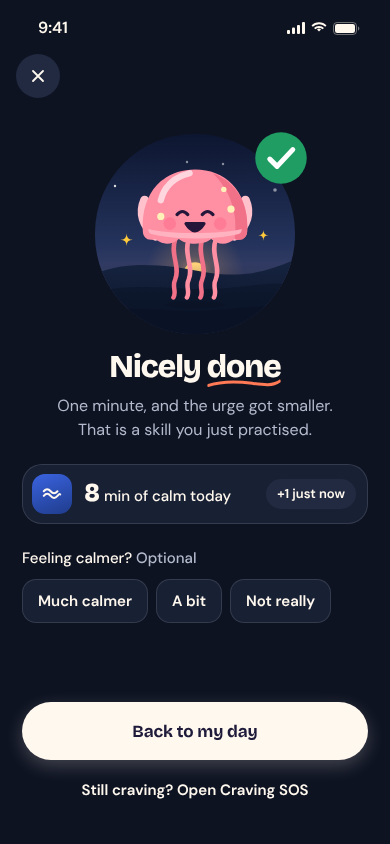 9:41
Nicely done
One minute, and the urge got smaller.
That is a skill you just practised.
8 min of calm today
+1 just now
Feeling calmer? Optional
Much calmer
A bit
Not really
Back to my day
Still craving? Open Craving SOS